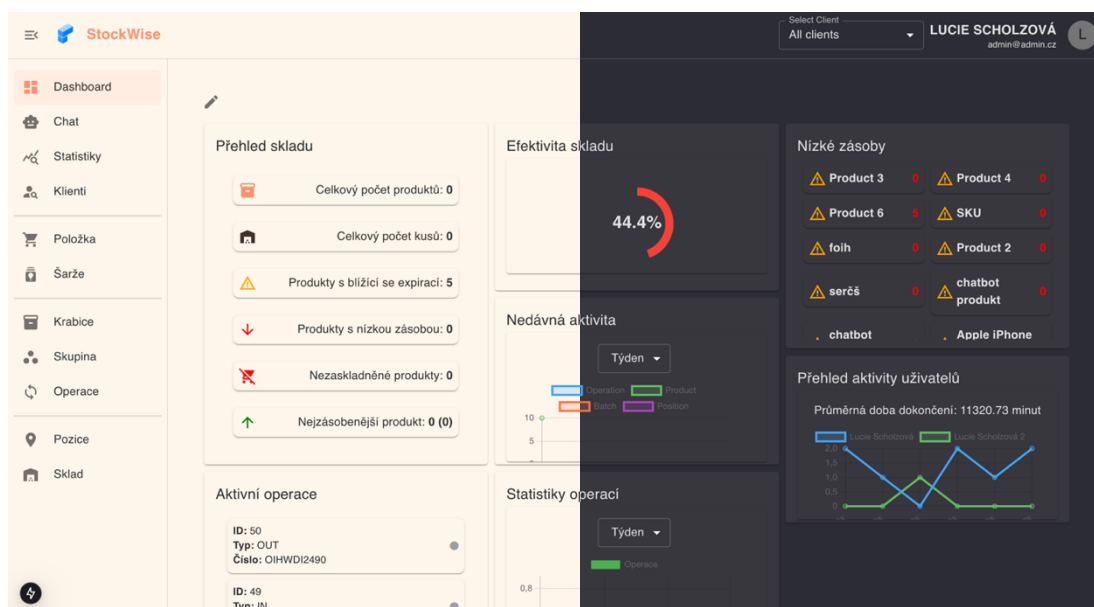 StockWise
Select Client
All clients
LUCIE SCHOLZOVÁ
admin@admin.cz
L
Dashboard
Chat
Statistiky
Klienti
Položka
Šarže
Krabice
Skupina
Operace
Pozice
Sklad
Přehled skladu
Celkový počet produktů: 0
Celkový počet kusů: 0
Produkty s blížící se expirací: 5
Produkty s nízkou zásobou: 0
Nezaskladněné produkty: 0
Nejzásobenější produkt: 0 (0)
Aktivní operace
ID: 50
Typ: OUT
Číslo: OIHWDI2490
ID: 49
Typ: IN
Efektivita skladu
44.4%
Nedávná aktivita
Týden
Operation
Product
Batch
Position
10
5
Statistiky operací
Týden
Operace
0,8
Nízké zásoby
Product 3 0
Product 4 0
Product 6 5
SKU 0
foih 0
Product 2 0
serčš 0
chatbot
produkt 0
chatbot
Apple iPhone
Přehled aktivity uživatelů
Průměrná doba dokončení: 11320.73 minut
Lucie Scholzová
Lucie Scholzová 2
2,0
1,5
1,0
0,5
0